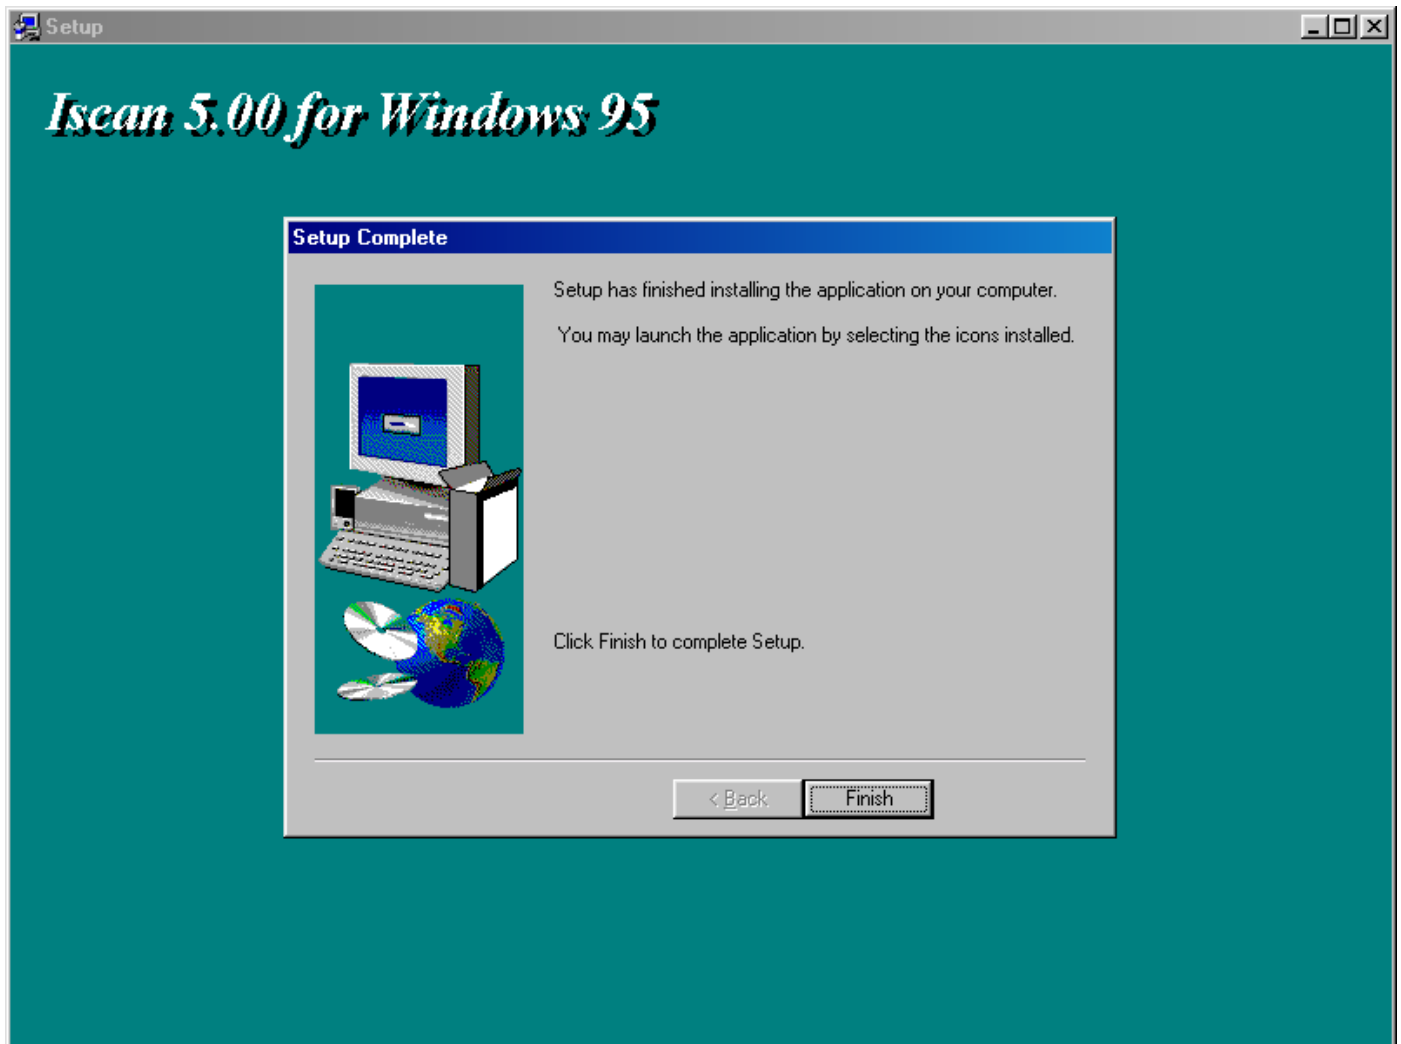 Setup
Iscan 5.00 for Windows 95
Setup Complete
Setup has finished installing the application on your computer.
You may launch the application by selecting the icons installed.
Click Finish to complete Setup.
< Back
Finish